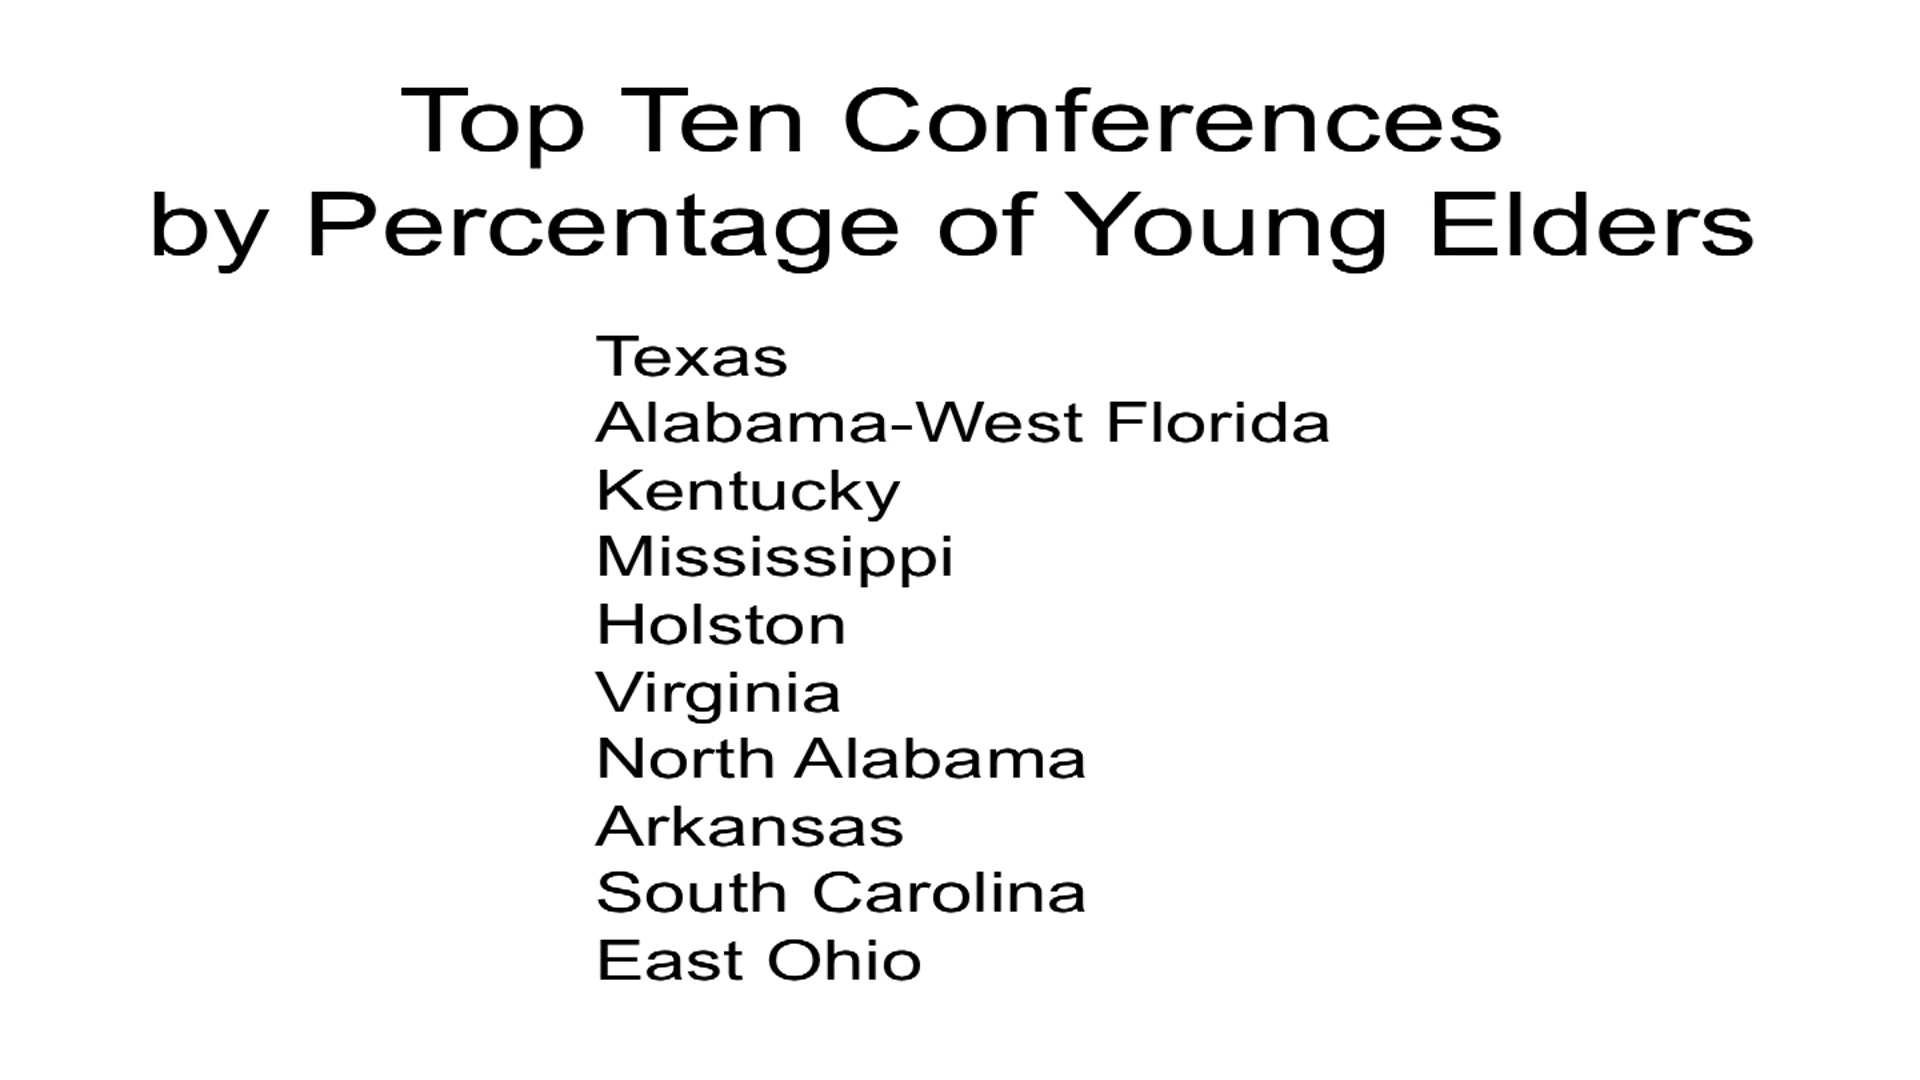 Top Ten Conferences
by Percentage of Young Elders
Texas
Alabama-West Florida
Kentucky
Mississippi
Holston
Virginia
North Alabama
Arkansas
South Carolina
East Ohio